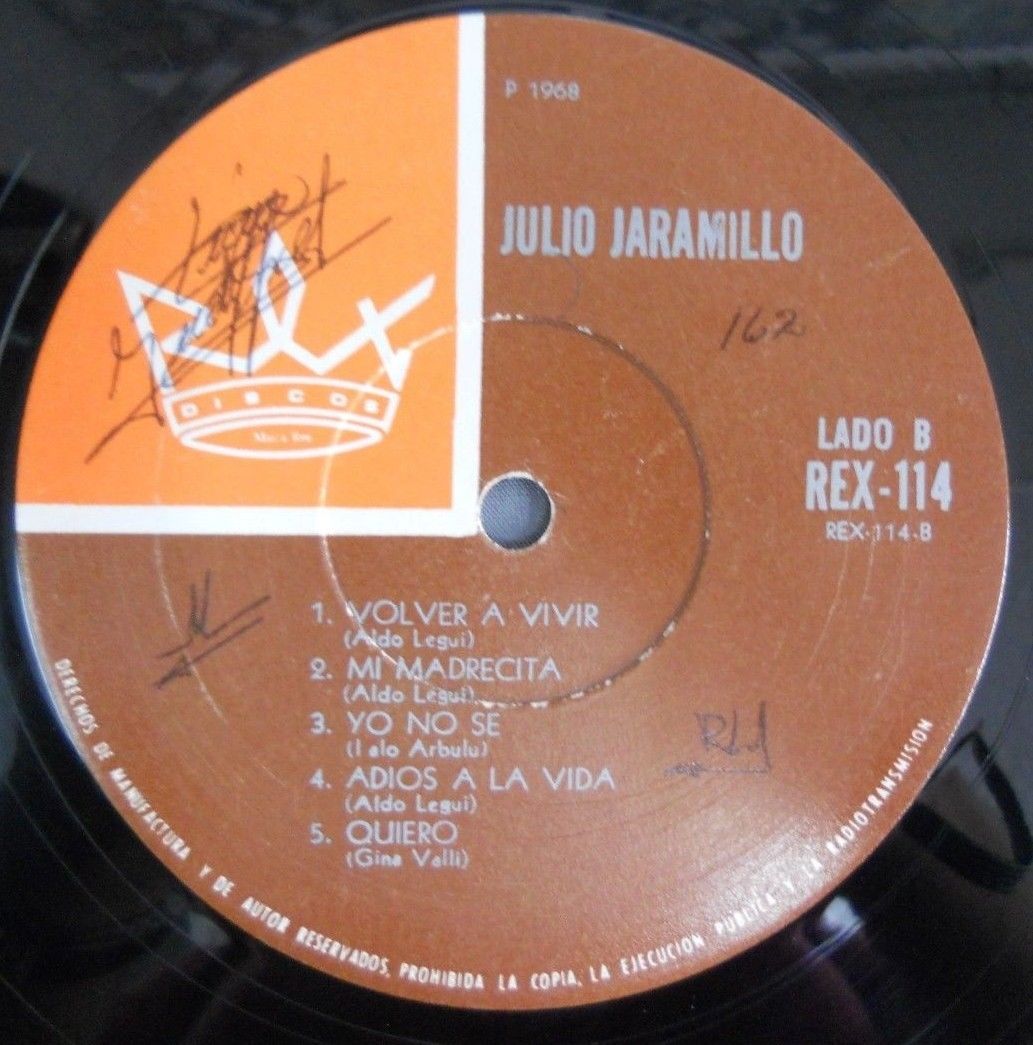 P 1968
JULIO JARAMILLO
162
Rex
DISCOS
LADO B
REX-114
REX-114-B
1. VOLVER A VIVIR
(Aldo Legui)
2. MI MADRECITA
(Aldo Legui)
3. YO NO SE
(I alo Arbulu)
4. ADIOS A LA VIDA
(Aldo Legui)
5. QUIERO
(Gina Valli)
DERECHOS DE MANUFACTURA Y DE AUTOR RESERVADOS, PROHIBIDA LA COPIA, LA EJECUCION PUBLICA Y LA RADIOTRANSMISION